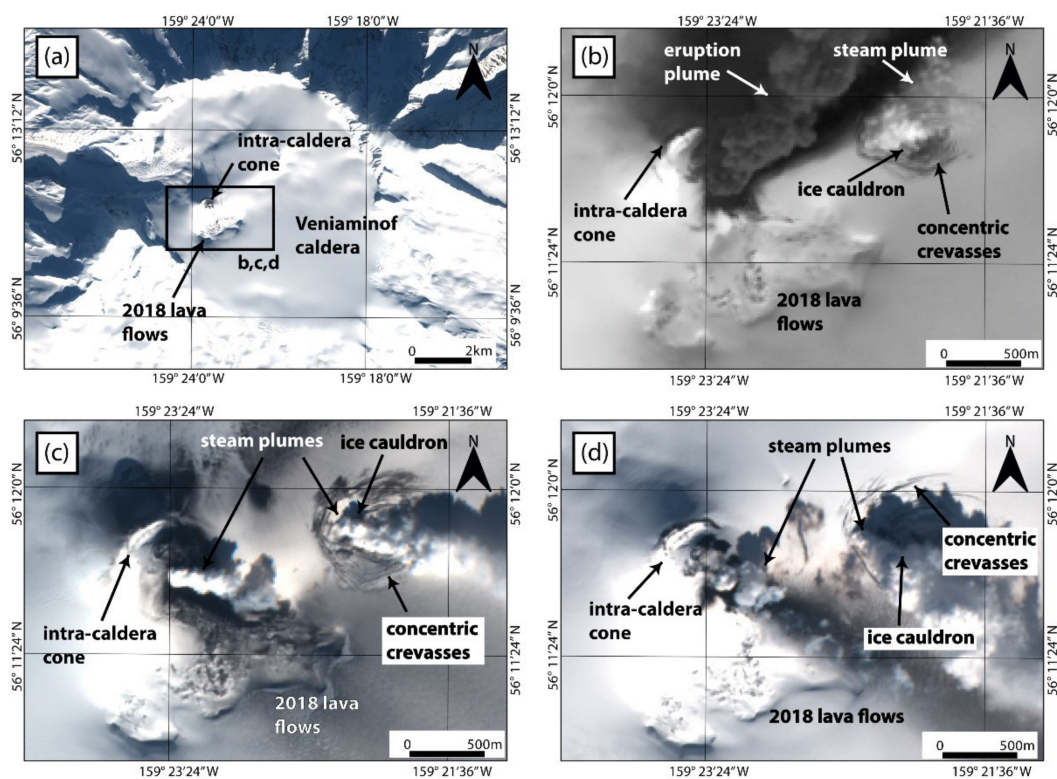 159° 24'0"W
159° 18'0"W
(a)
N
56° 13'12"N
56° 13'12"N
intra-caldera
cone
Veniaminof
caldera
b,c,d
56° 9'36"N
56° 9'36"N
2018 lava
flows
0
2km
159° 24'0"W
159° 18'0"W
159° 23'24"W
159° 21'36"W
(b)
eruption
plume
steam plume
N
56° 12'0"N
56° 12'0"N
intra-caldera
cone
ice cauldron
concentric
crevasses
56° 11'24"N
56° 11'24"N
2018 lava
flows
0
500m
159° 23'24"W
159° 21'36"W
159° 23'24"W
159° 21'36"W
(c)
steam plumes
ice cauldron
N
56° 12'0"N
56° 12'0"N
intra-caldera
cone
concentric
crevasses
56° 11'24"N
56° 11'24"N
2018 lava
flows
0
500m
159° 23'24"W
159° 21'36"W
159° 23'24"W
159° 21'36"W
(d)
steam plumes
N
56° 12'0"N
56° 12'0"N
concentric
crevasses
intra-caldera
cone
ice cauldron
56° 11'24"N
56° 11'24"N
2018 lava flows
0
500m
159° 23'24"W
159° 21'36"W